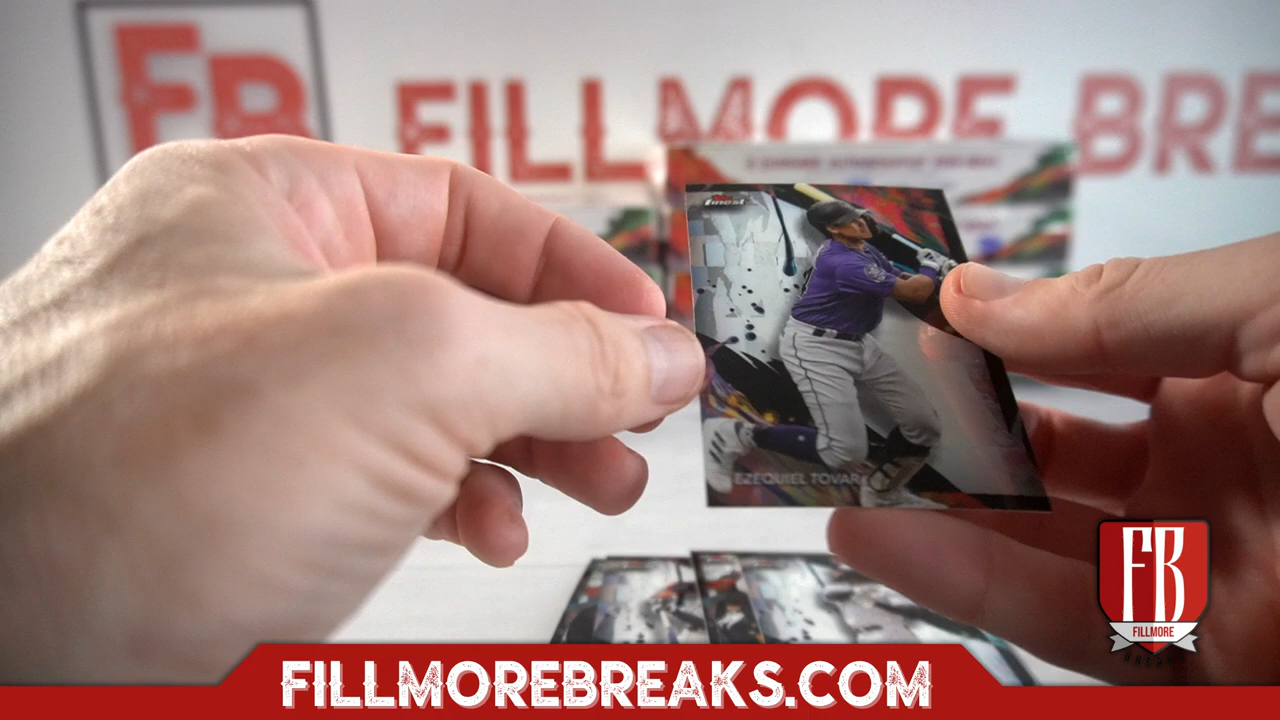 FB
FILLMORE BRE
finest
EZEQUIEL TOVAR
FB
FILLMORE
FILLMOREBREAKS.COM